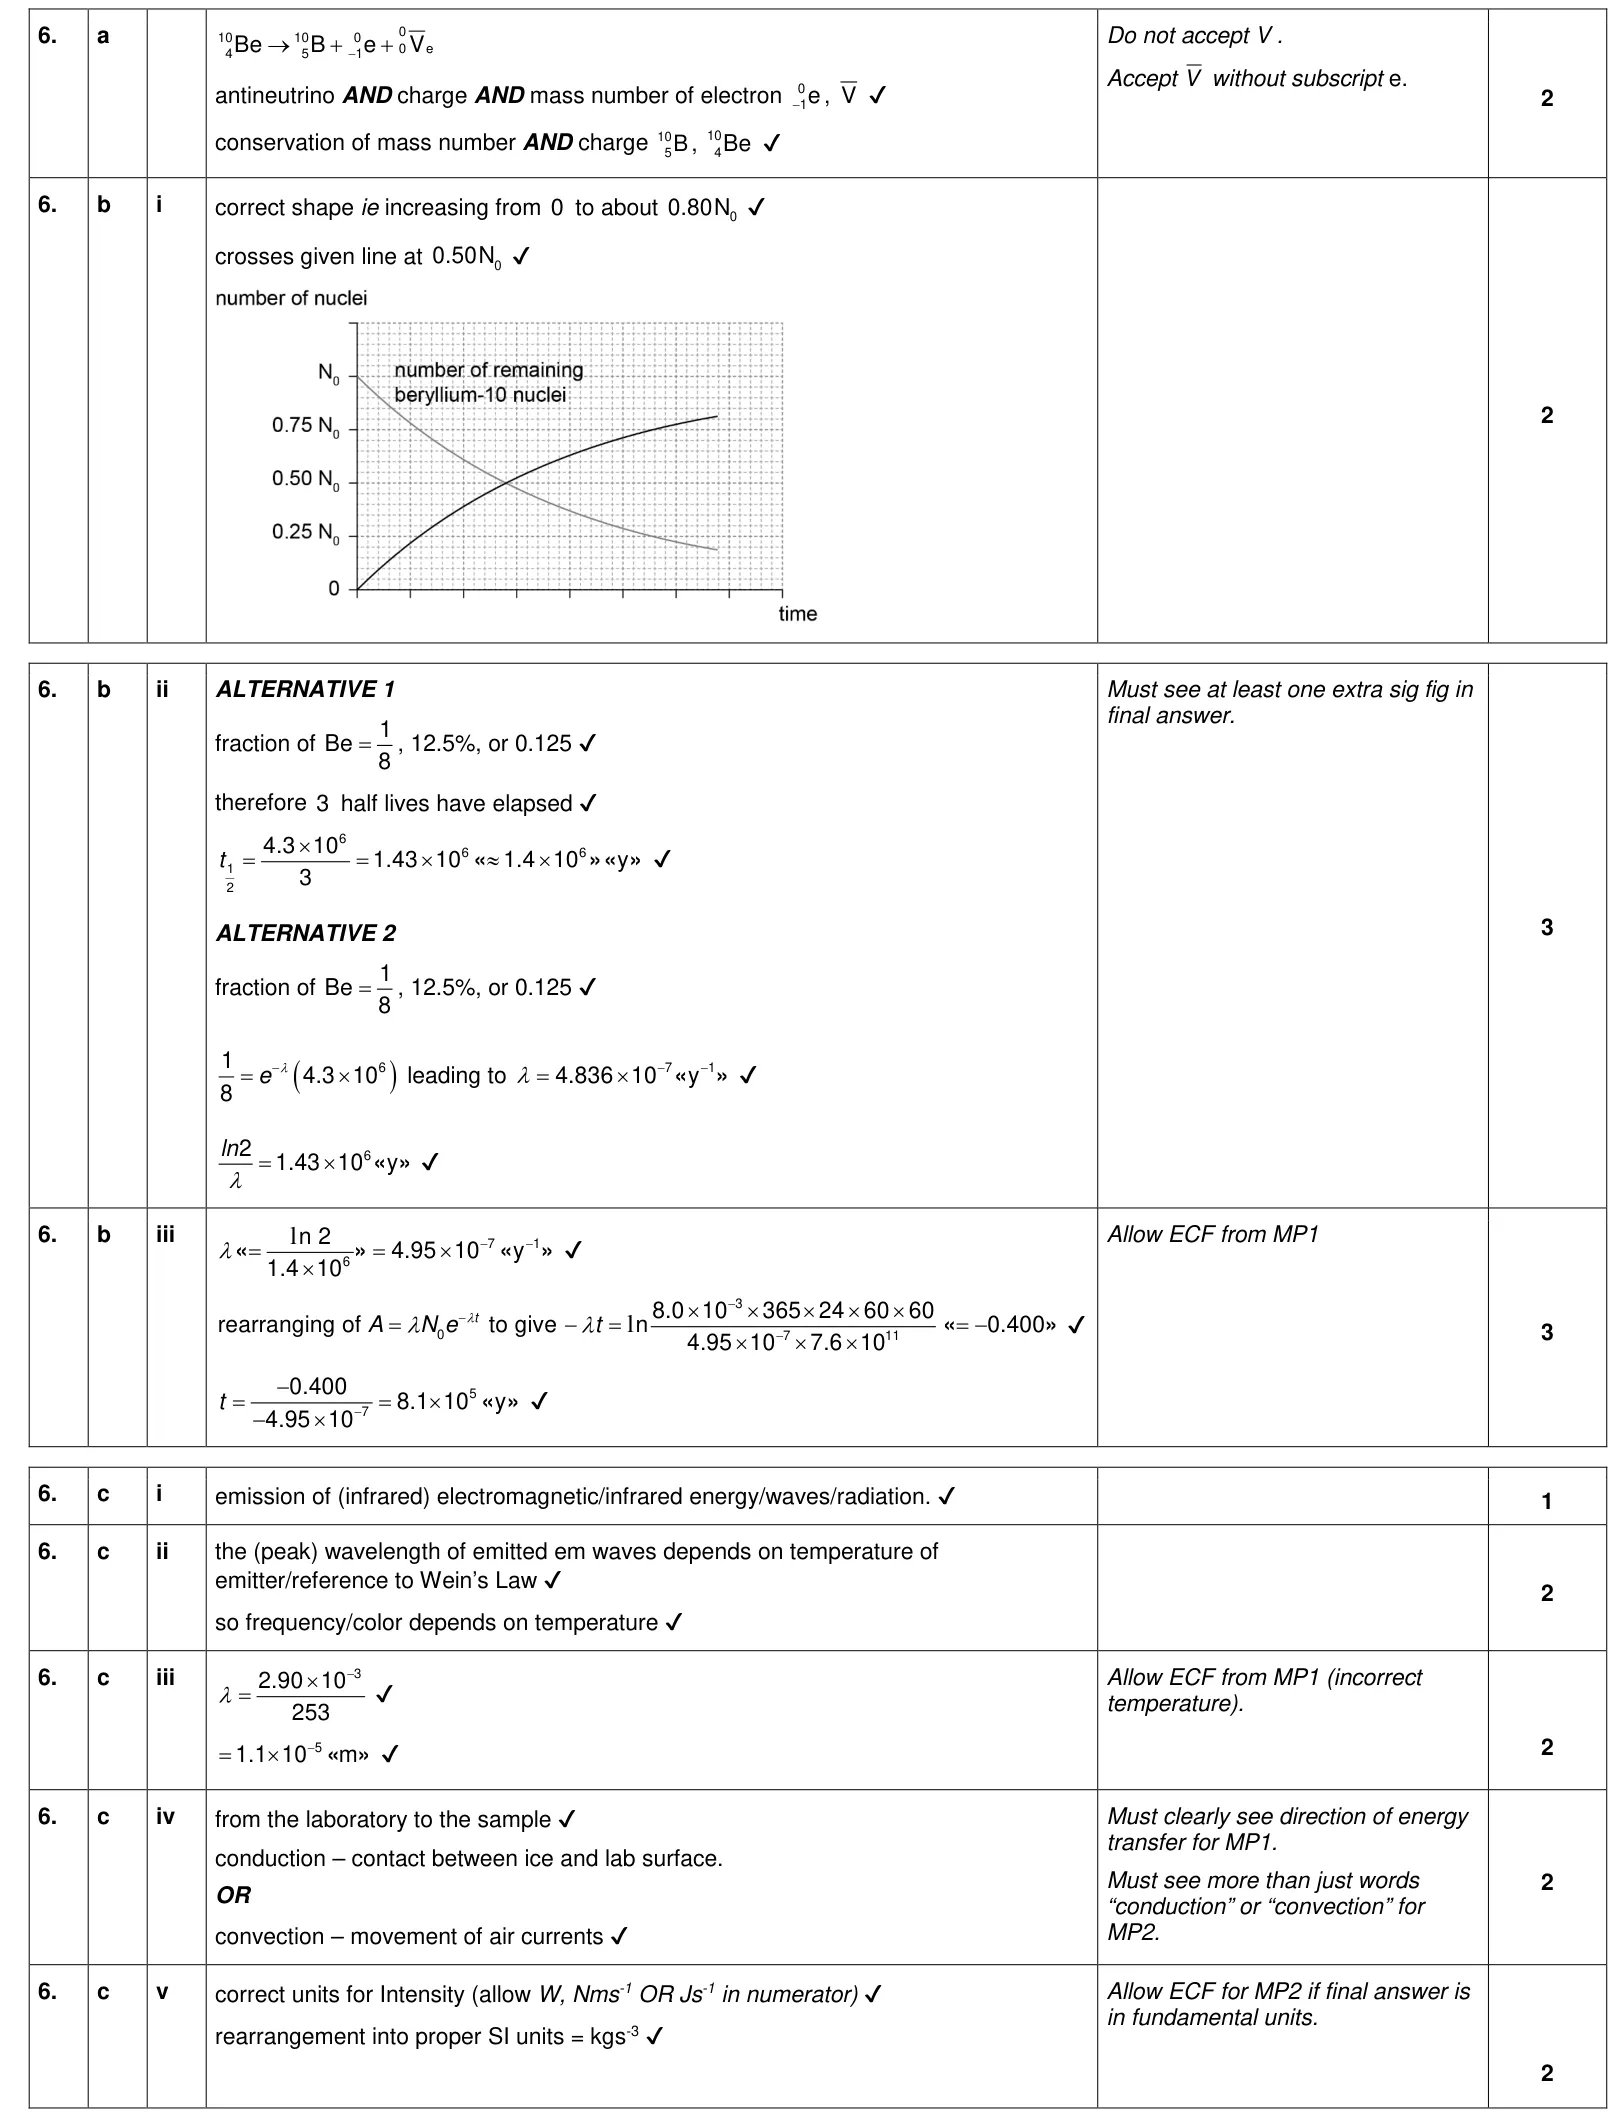 6. a ¹⁰₄Be → ¹⁰₅B + ⁰₋₁e + ⁰₀V̅ₑ
Do not accept V .
Accept V̅ without subscript e.
antineutrino AND charge AND mass number of electron ⁰₋₁e , V̅ ✓
2
conservation of mass number AND charge ¹⁰₅B , ¹⁰₄Be ✓
6. b i correct shape ie increasing from 0 to about 0.80N₀ ✓
crosses given line at 0.50N₀ ✓
number of nuclei
N₀
number of remaining
beryllium-10 nuclei
0.75 N₀
0.50 N₀
0.25 N₀
0
time
2
6. b ii ALTERNATIVE 1
Must see at least one extra sig fig in
final answer.
fraction of Be = 1/8 , 12.5%, or 0.125 ✓
therefore 3 half lives have elapsed ✓
t_1/2 = 4.3×10⁶ / 3 = 1.43×10⁶ «≈ 1.4×10⁶» «y» ✓
ALTERNATIVE 2
3
fraction of Be = 1/8 , 12.5%, or 0.125 ✓
1/8 = e^−λ (4.3×10⁶) leading to λ = 4.836×10⁻⁷ «y⁻¹» ✓
ln2/λ = 1.43×10⁶ «y» ✓
6. b iii λ «= ln 2 / 1.4×10⁶» = 4.95×10⁻⁷ «y⁻¹» ✓
Allow ECF from MP1
rearranging of A = λN₀e^−λt to give −λt = ln 8.0×10⁻³×365×24×60×60 / 4.95×10⁻⁷×7.6×10¹¹ «= −0.400» ✓
3
t = −0.400 / −4.95×10⁻⁷ = 8.1×10⁵ «y» ✓
6. c i emission of (infrared) electromagnetic/infrared energy/waves/radiation. ✓
1
6. c ii the (peak) wavelength of emitted em waves depends on temperature of
emitter/reference to Wein’s Law ✓
2
so frequency/color depends on temperature ✓
6. c iii λ = 2.90×10⁻³ / 253 ✓
Allow ECF from MP1 (incorrect
temperature).
= 1.1×10⁻⁵ «m» ✓
2
6. c iv from the laboratory to the sample ✓
conduction – contact between ice and lab surface.
OR
convection – movement of air currents ✓
Must clearly see direction of energy
transfer for MP1.
Must see more than just words
“conduction” or “convection” for
MP2.
2
6. c v correct units for Intensity (allow W, Nms⁻¹ OR Js⁻¹ in numerator) ✓
rearrangement into proper SI units = kgs⁻³ ✓
Allow ECF for MP2 if final answer is
in fundamental units.
2